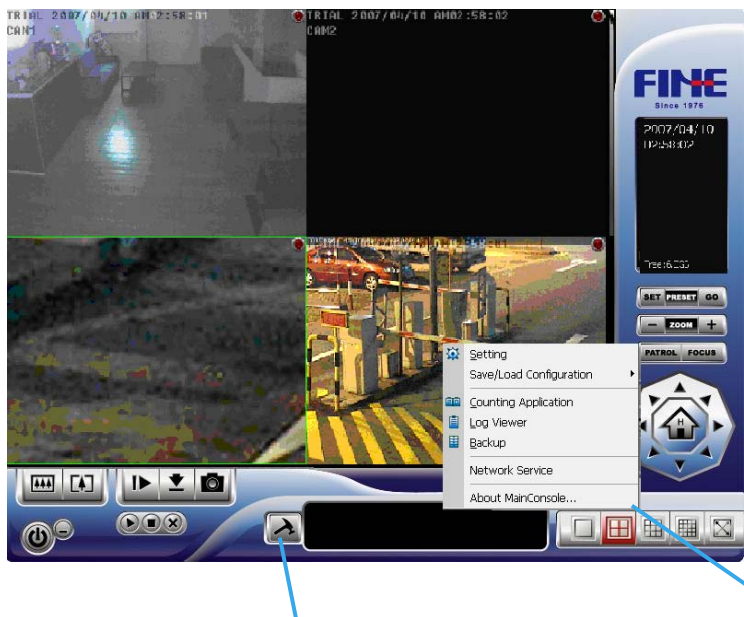 TRIAL 2007/04/10 AM02:58:01
CAM1
TRIAL 2007/04/10 AM02:58:02
CAM2
FINE
Since 1976
2007/04/10
02:58:02
SET PRESET GO
- ZOOM +
PATROL FOCUS
H
Setting
Save/Load Configuration
Counting Application
Log Viewer
Backup
Network Service
About MainConsole...